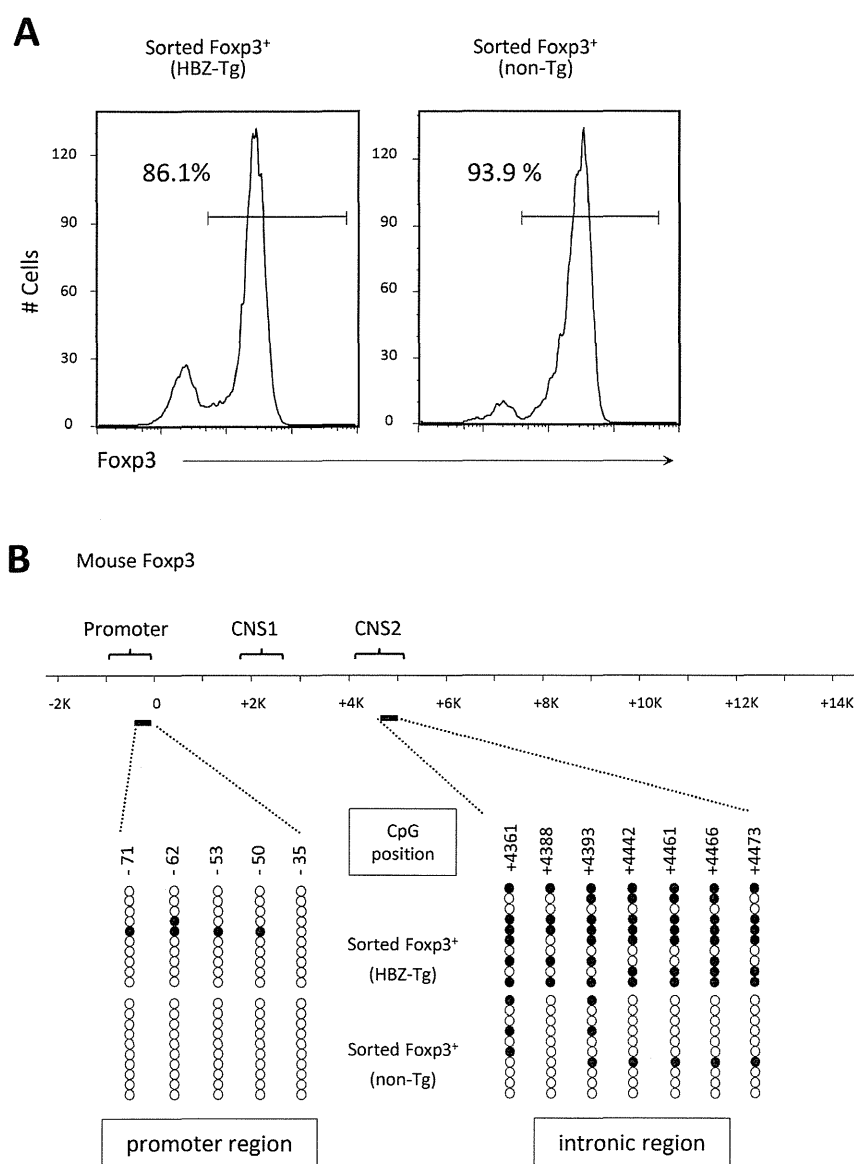 A
Sorted Foxp3+
(HBZ-Tg)
Sorted Foxp3+
(non-Tg)
86.1%
93.9 %
120
90
60
30
0
120
90
60
30
0
# Cells
Foxp3
B
Mouse Foxp3
Promoter
CNS1
CNS2
-2K
0
+2K
+4K
+6K
+8K
+10K
+12K
+14K
CpG
position
- 71
- 62
- 53
- 50
- 35
+4361
+4388
+4393
+4442
+4461
+4466
+4473
Sorted Foxp3+
(HBZ-Tg)
Sorted Foxp3+
(non-Tg)
promoter region
intronic region